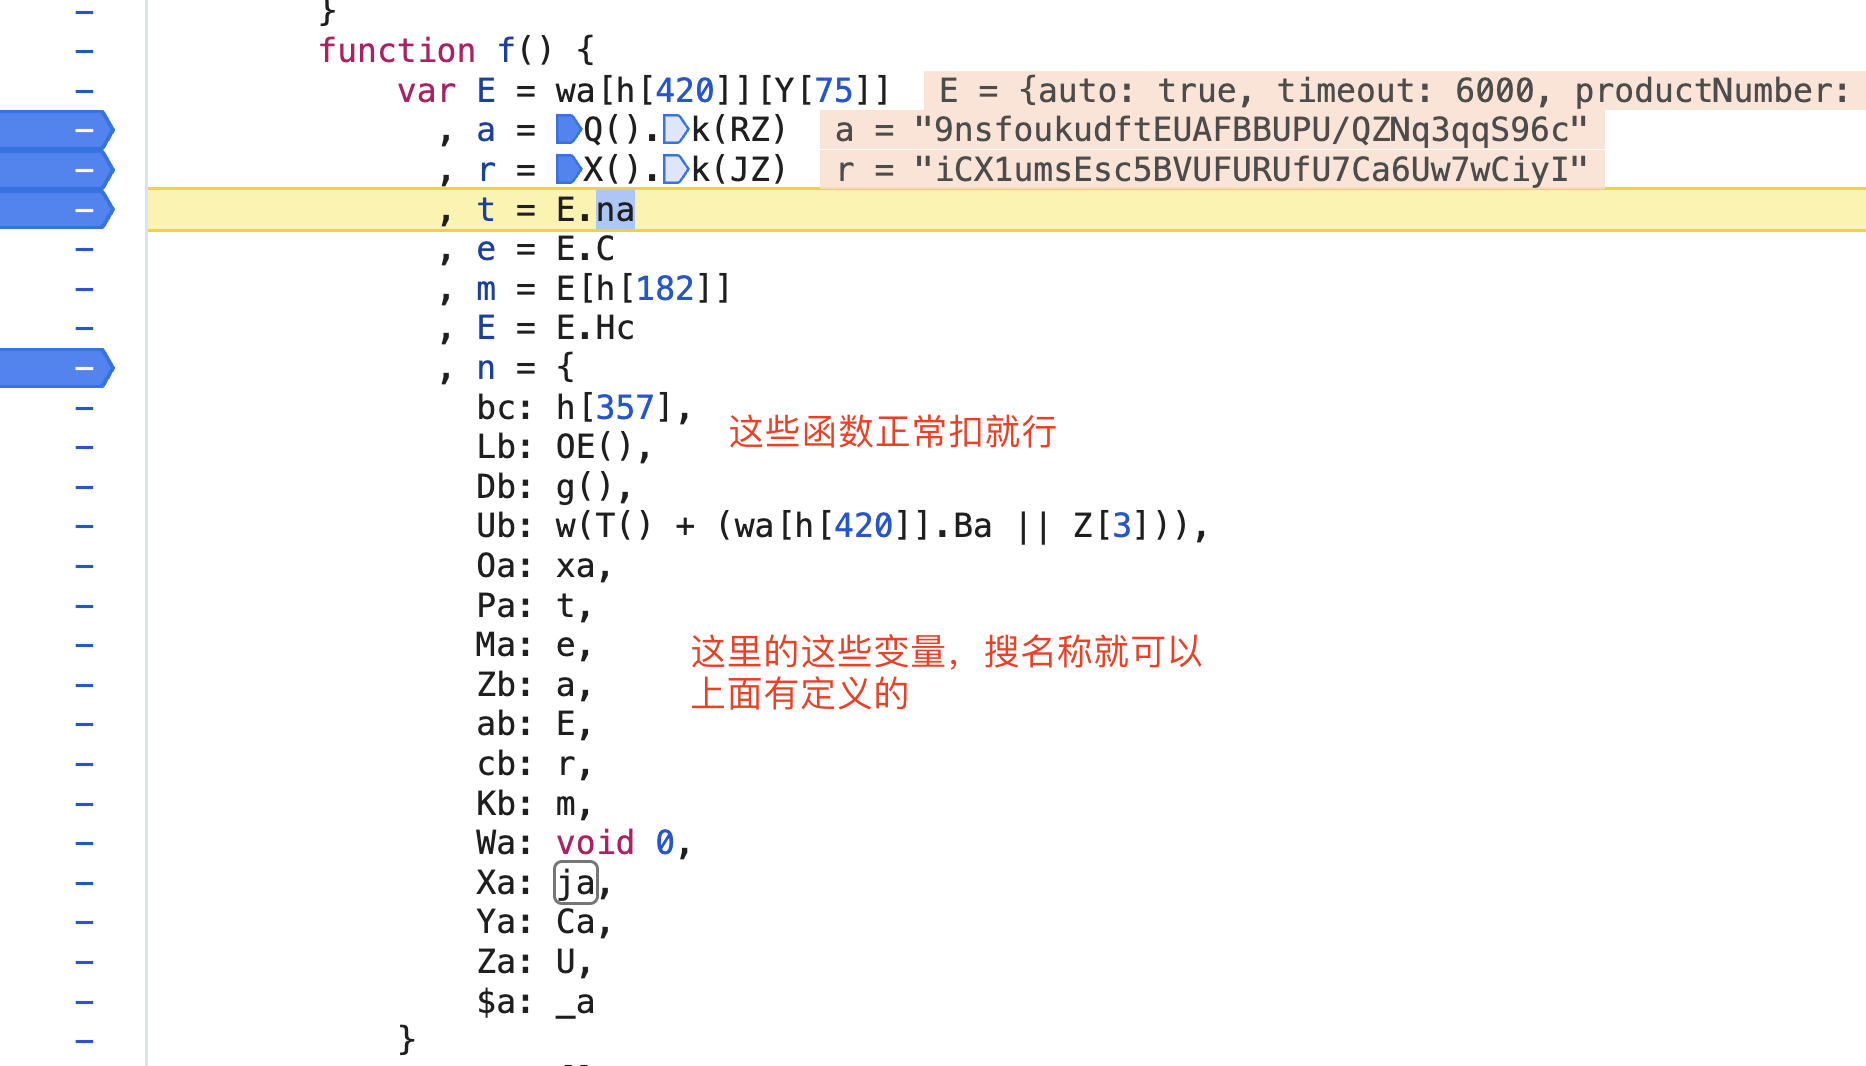 }
function f() {
var E = wa[h[420]][Y[75]] E = {auto: true, timeout: 6000, productNumber:
, a = Q().k(RZ) a = "9nsfoukudftEUAFBBUPU/QZNq3qqS96c"
, r = X().k(JZ) r = "iCX1umsEsc5BVUFURUfU7Ca6Uw7wCiyI"
, t = E.na
, e = E.C
, m = E[h[182]]
, E = E.Hc
, n = {
bc: h[357],
这些函数正常扣就行
Lb: OE(),
Db: g(),
Ub: w(T() + (wa[h[420]].Ba || Z[3])),
Oa: xa,
Pa: t,
Ma: e,
这里的这些变量，搜名称就可以
Zb: a,
上面有定义的
ab: E,
cb: r,
Kb: m,
Wa: void 0,
Xa: ja,
Ya: Ca,
Za: U,
$a: _a
}